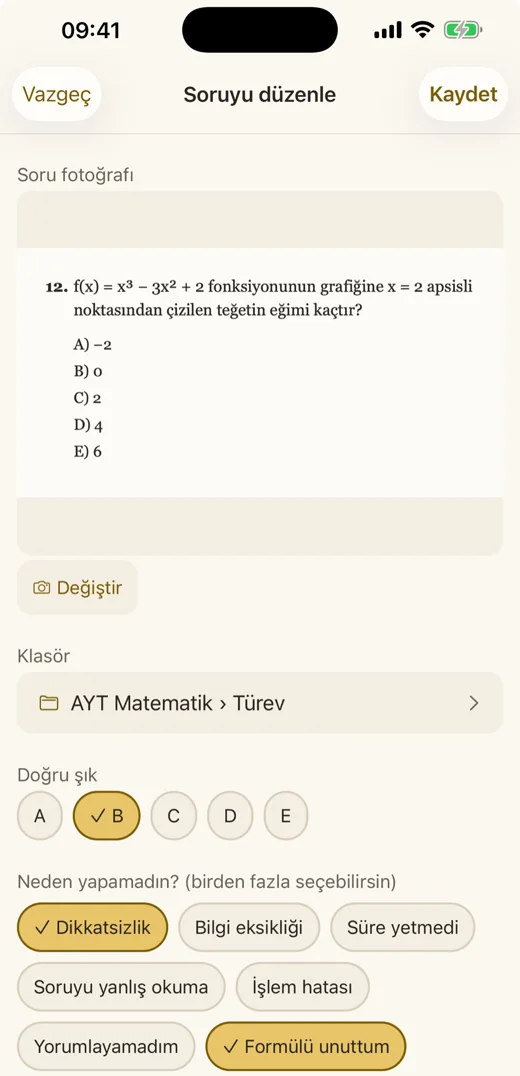 09:41
Vazgeç
Soruyu düzenle
Kaydet
Soru fotoğrafı
12. f(x) = x³ − 3x² + 2 fonksiyonunun grafiğine x = 2 apsisli
noktasından çizilen teğetin eğimi kaçtır?
A) −2
B) 0
C) 2
D) 4
E) 6
Değiştir
Klasör
AYT Matematik › Türev
Doğru şık
A ✓ B C D E
Neden yapamadın? (birden fazla seçebilirsin)
✓ Dikkatsizlik Bilgi eksikliği Süre yetmedi
Soruyu yanlış okuma İşlem hatası
Yorumlayamadım ✓ Formülü unuttum